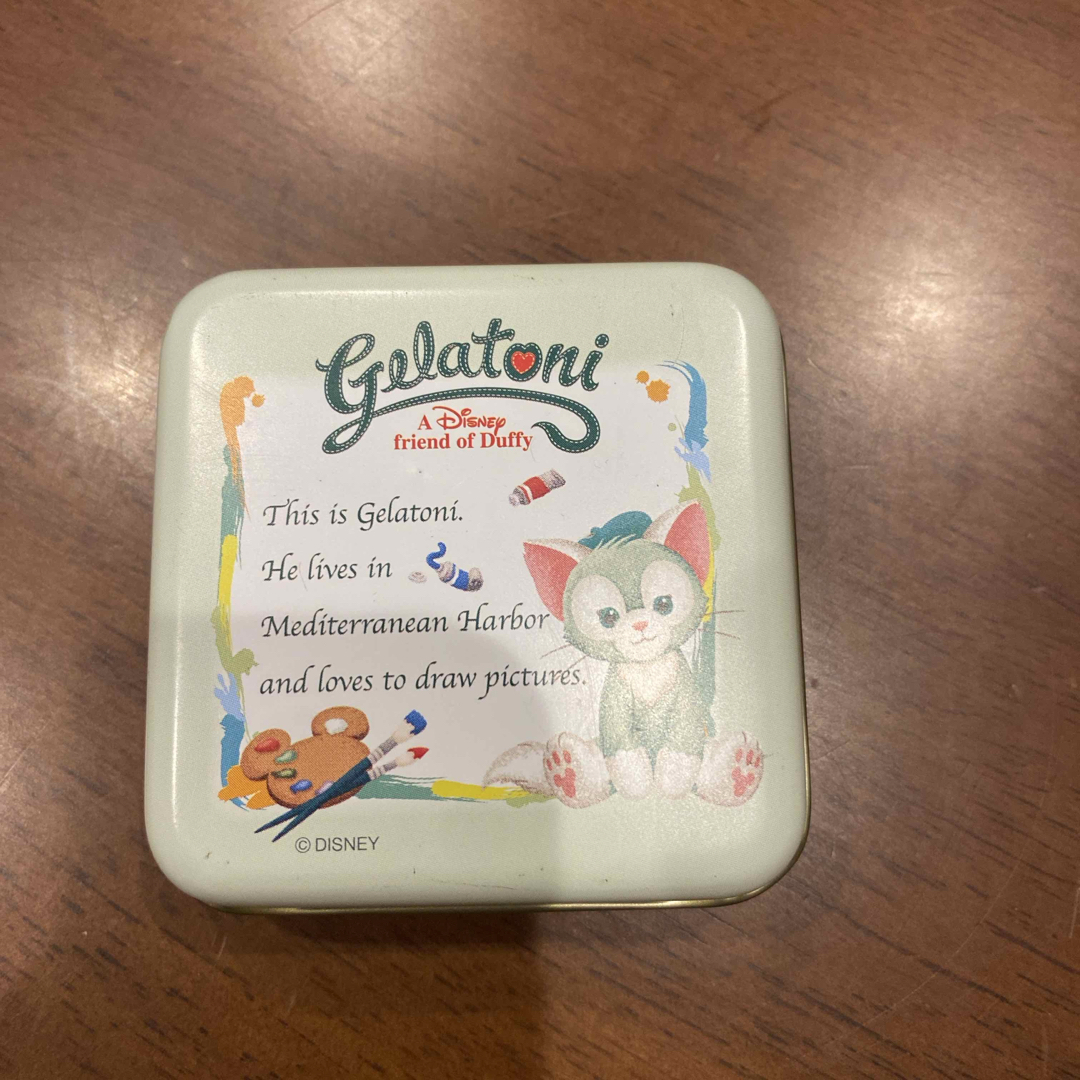 Gelatoni
A Disney
friend of Duffy
This is Gelatoni.
He lives in
Mediterranean Harbor
and loves to draw pictures.
© DISNEY